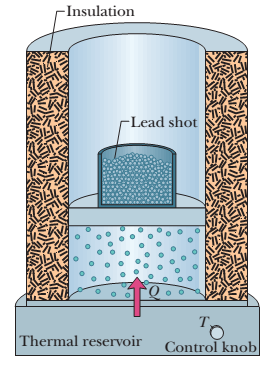 Insulation
Lead shot
Q
T
Thermal reservoir
Control knob